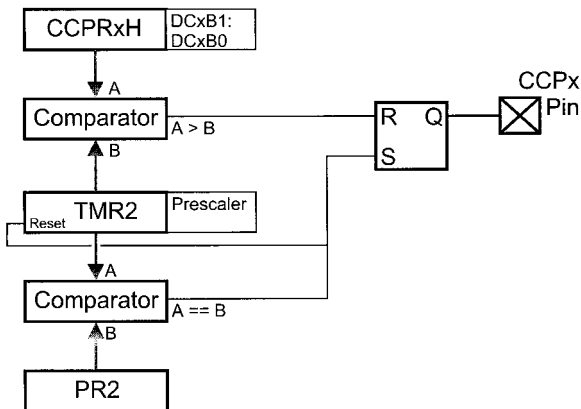 CCPRxH
DCxB1:
DCxB0
A
Comparator
A > B
B
R
Q
S
CCPx
Pin
TMR2
Reset
Prescaler
A
Comparator
A == B
B
PR2